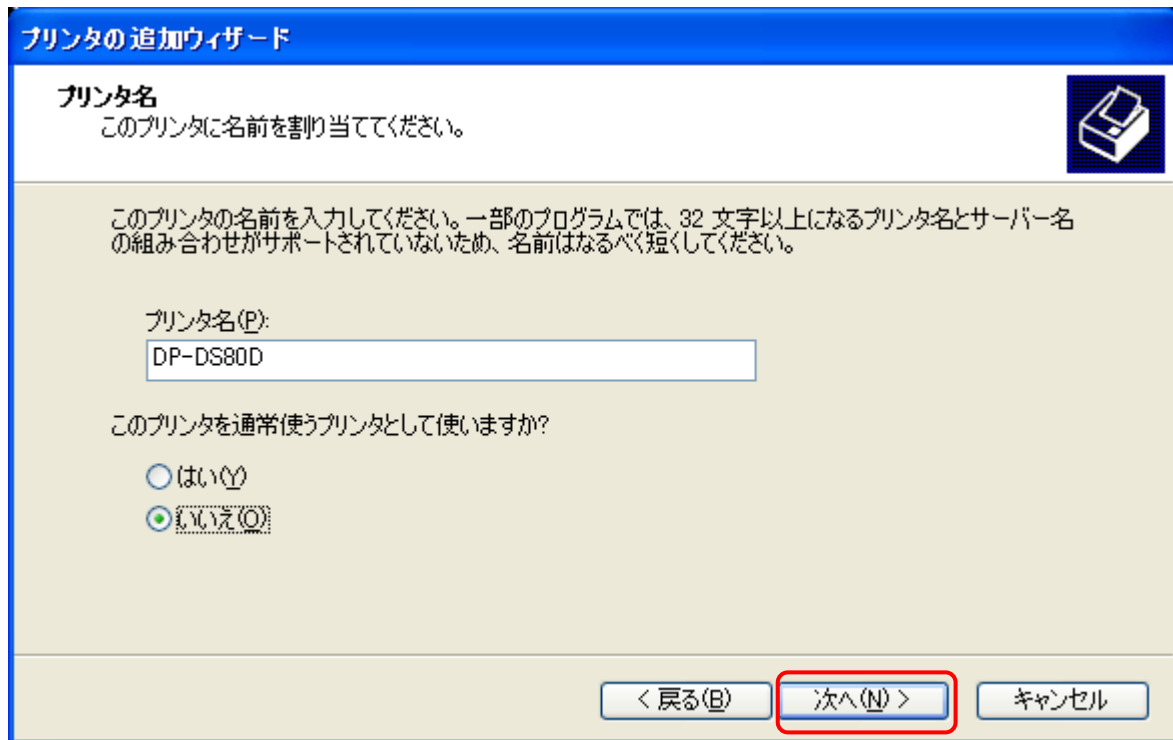 プリンタの追加ウィザード
プリンタ名
このプリンタに名前を割り当ててください。
このプリンタの名前を入力してください。一部のプログラムでは、32 文字以上になるプリンタ名とサーバー名
の組み合わせがサポートされていないため、名前はなるべく短くしてください。
プリンタ名(P):
DP-DS80D
このプリンタを通常使うプリンタとして使いますか?
はい(Y)
いいえ(O)
< 戻る(B) 次へ(N) > キャンセル